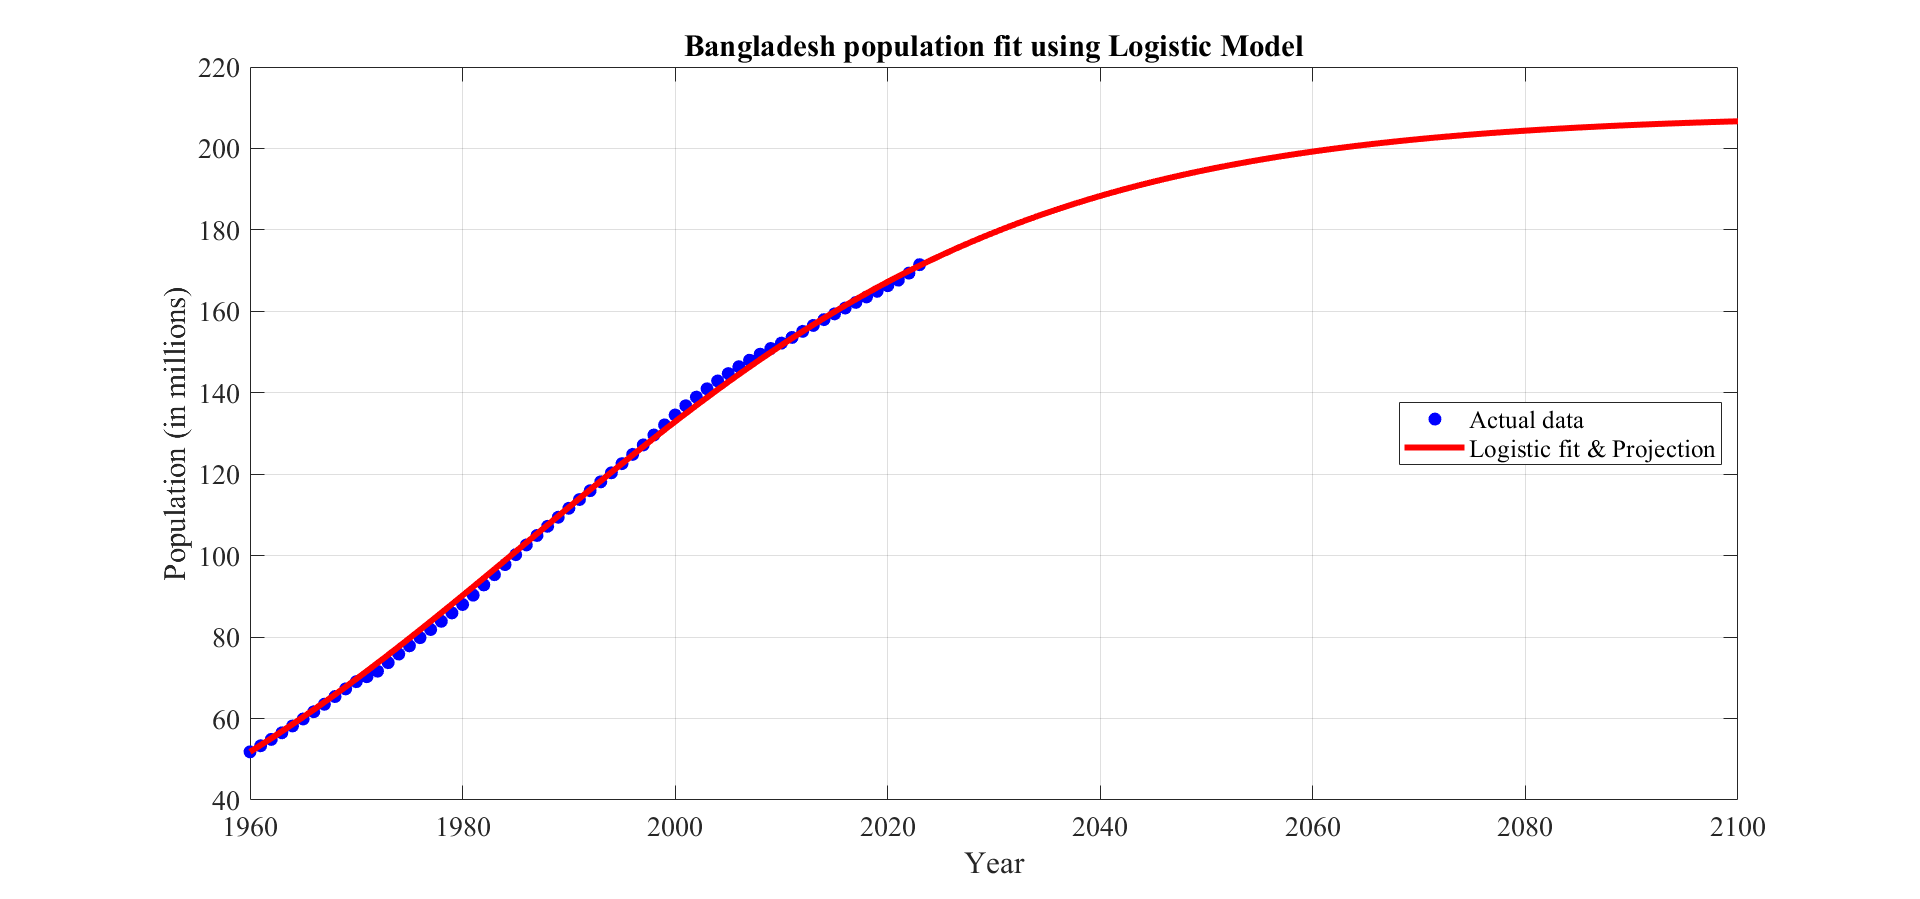 Bangladesh population fit using Logistic Model
220
200
180
160
140
120
100
80
60
40
Population (in millions)
1960 1980 2000 2020 2040 2060 2080 2100
Year
Actual data
Logistic fit & Projection